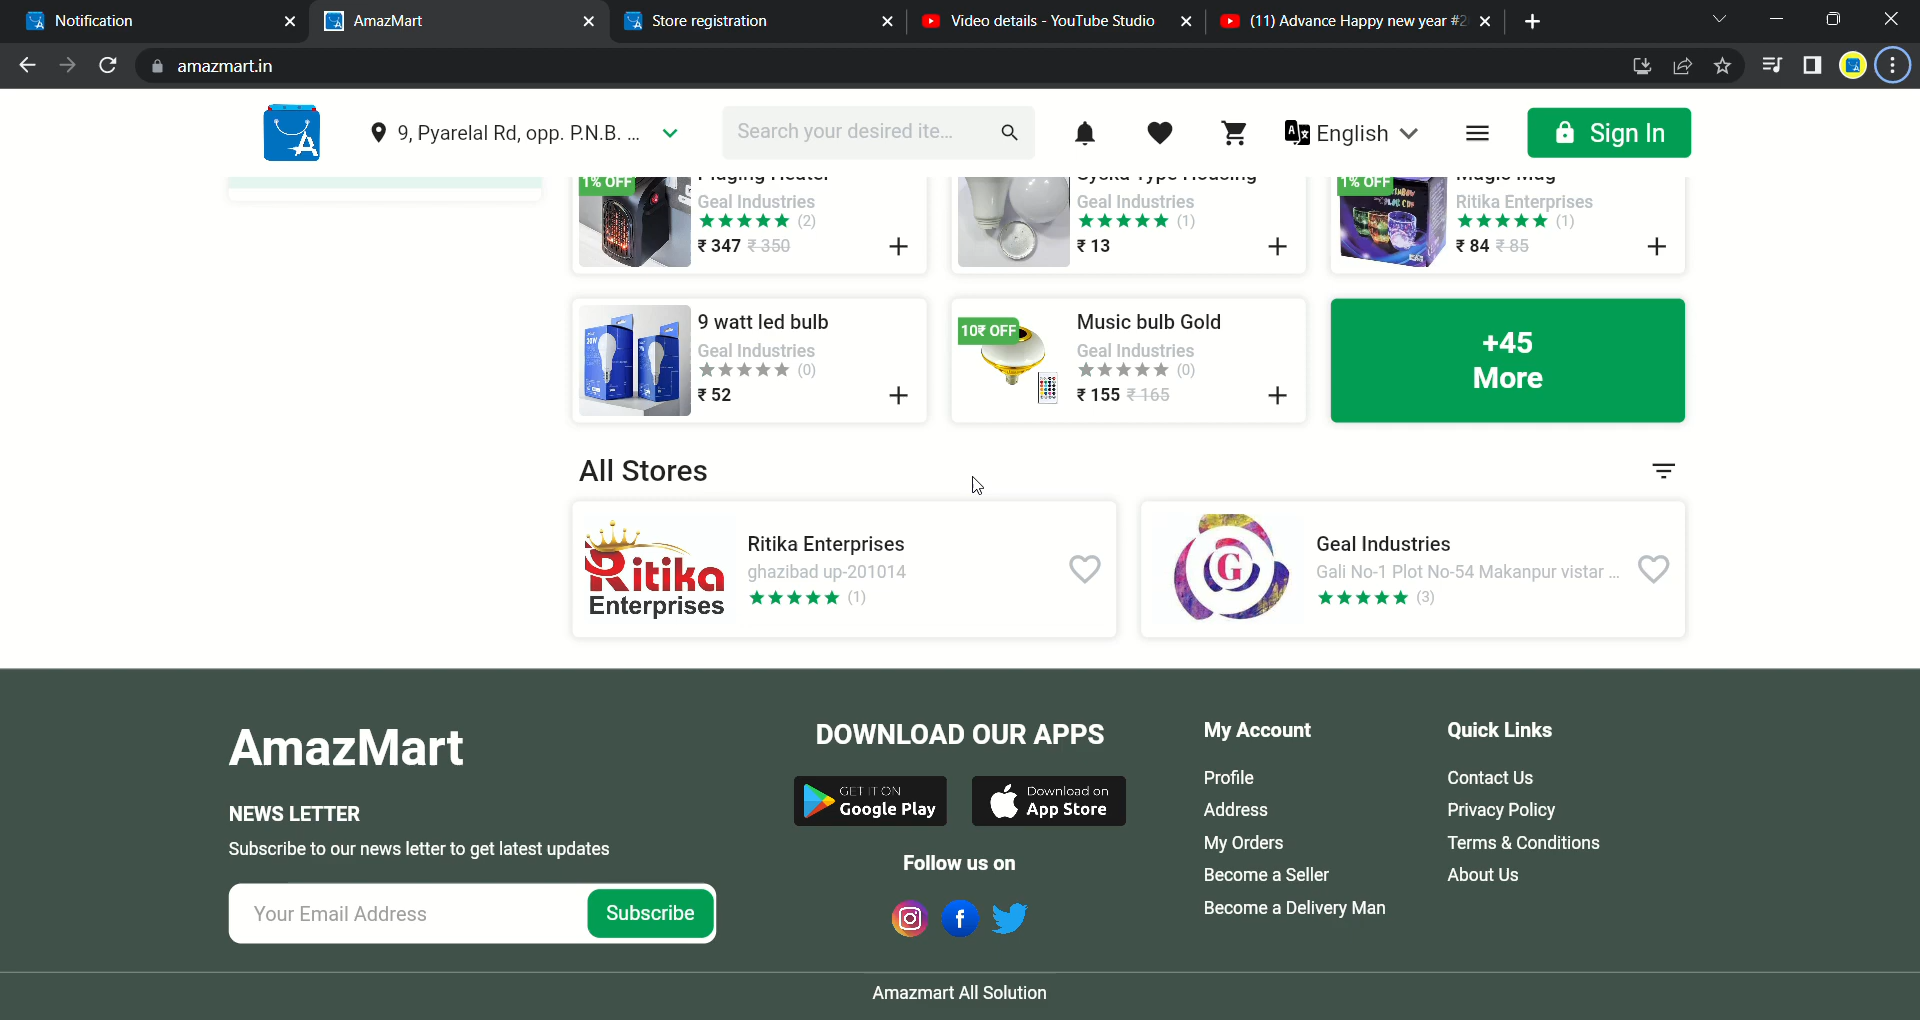 Notification
AmazMart
Store registration
Video details - YouTube Studio
(11) Advance Happy new year #2
amazmart.in
9, Pyarelal Rd, opp. P.N.B. ...
Search your desired ite...
English
Sign In
1% OFF
Geal Industries
(2)
₹ 347 ₹ 350
+
Geal Industries
(1)
₹ 13
+
1% OFF
Magic Mug
Ritika Enterprises
(1)
₹ 84 ₹ 85
+
9 watt led bulb
Geal Industries
(0)
₹ 52
+
10₹ OFF
Music bulb Gold
Geal Industries
(0)
₹ 155 ₹ 165
+
+45
More
All Stores
Ritika
Enterprises
Ritika Enterprises
ghazibad up-201014
(1)
G
Geal Industries
Gali No-1 Plot No-54 Makanpur vistar ...
(3)
AmazMart
NEWS LETTER
Subscribe to our news letter to get latest updates
Your Email Address
Subscribe
DOWNLOAD OUR APPS
GET IT ON
Google Play
Download on
App Store
Follow us on
My Account
Profile
Address
My Orders
Become a Seller
Become a Delivery Man
Quick Links
Contact Us
Privacy Policy
Terms & Conditions
About Us
Amazmart All Solution